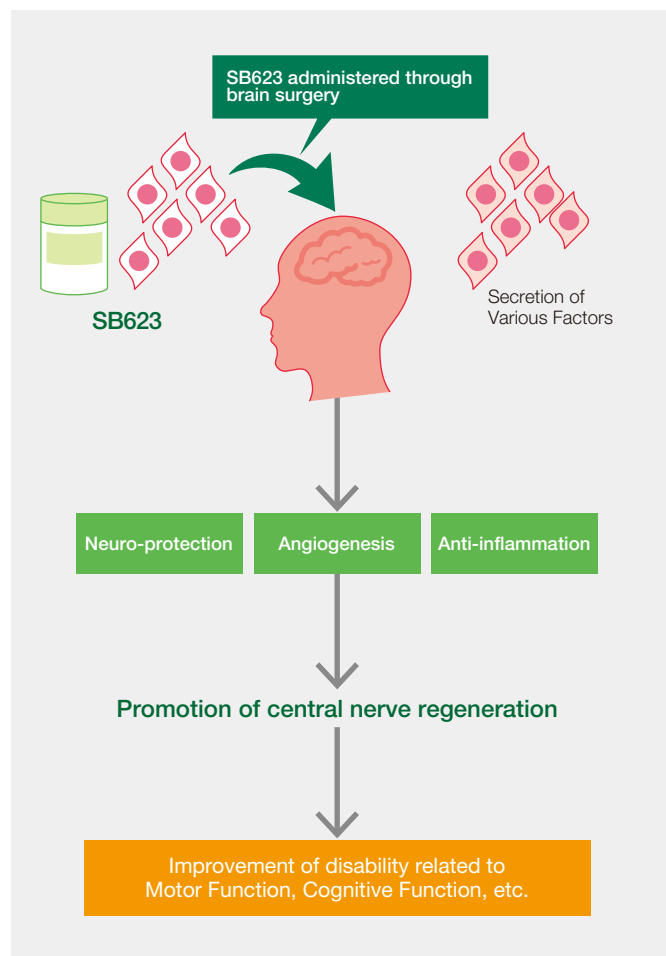 SB623 administered through
brain surgery
SB623
Secretion of
Various Factors
Neuro-protection
Angiogenesis
Anti-inflammation
Promotion of central nerve regeneration
Improvement of disability related to
Motor Function, Cognitive Function, etc.